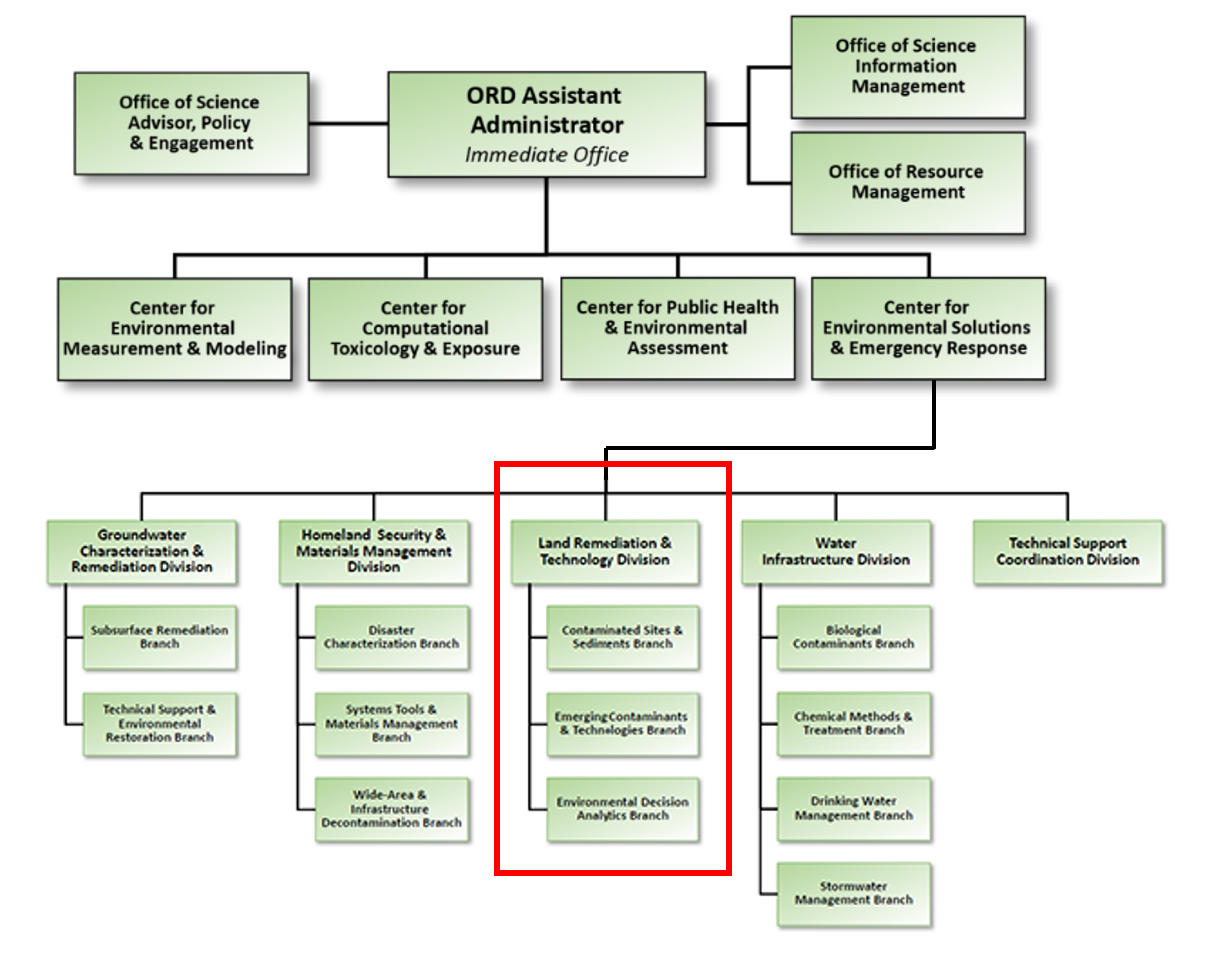 Office of Science
Advisor, Policy
& Engagement
ORD Assistant
Administrator
Immediate Office
Office of Science
Information
Management
Office of Resource
Management
Center for
Environmental
Measurement & Modeling
Center for
Computational
Toxicology & Exposure
Center for Public Health
& Environmental
Assessment
Center for
Environmental Solutions
& Emergency Response
Groundwater
Characterization &
Remediation Division
Subsurface Remediation
Branch
Technical Support &
Environmental
Restoration Branch
Homeland Security &
Materials Management
Division
Disaster
Characterization Branch
Systems Tools &
Materials Management
Branch
Wide-Area &
Infrastructure
Decontamination Branch
Land Remediation &
Technology Division
Contaminated Sites &
Sediments Branch
Emerging Contaminants
& Technologies Branch
Environmental Decision
Analytics Branch
Water
Infrastructure Division
Biological
Contaminants Branch
Chemical Methods &
Treatment Branch
Drinking Water
Management Branch
Stormwater
Management Branch
Technical Support
Coordination Division